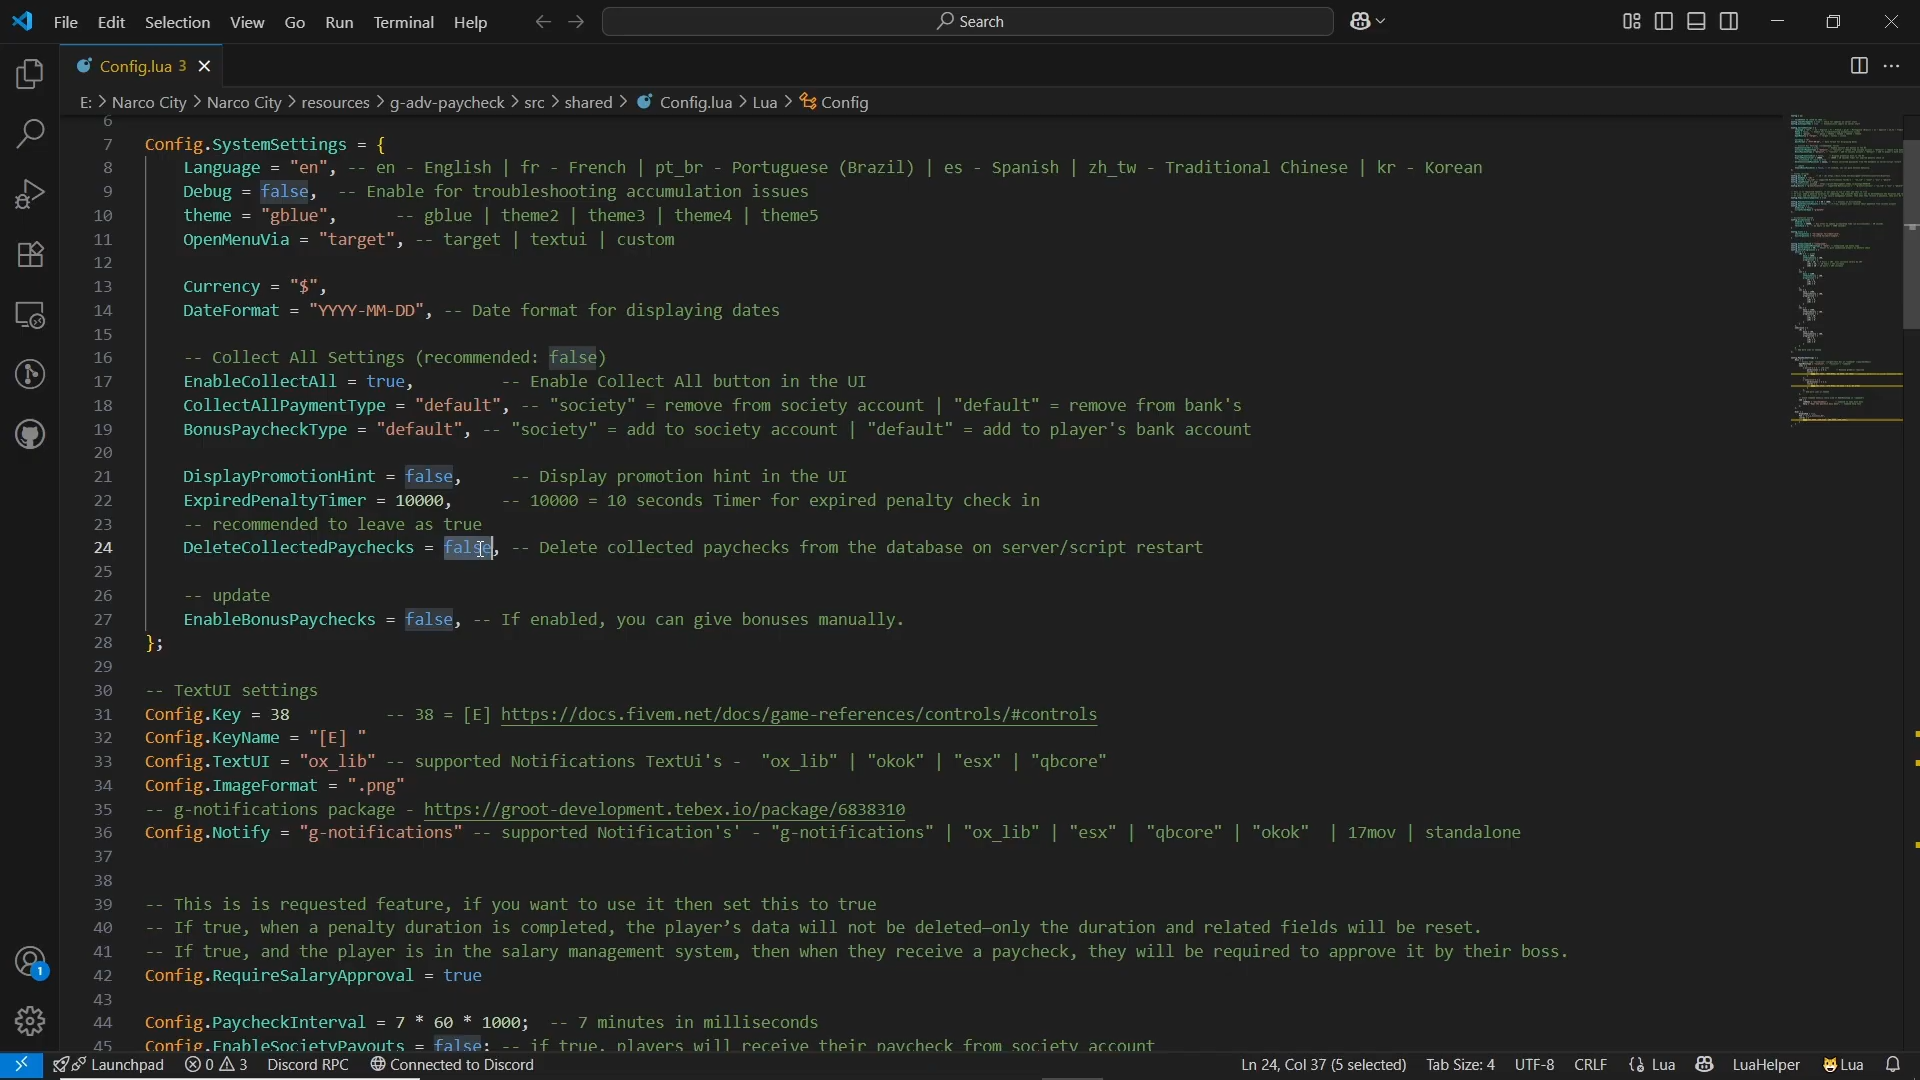 File Edit Selection View Go Run Terminal Help
Search
Config.lua 3
E: > Narco City > Narco City > resources > g-adv-paycheck > src > shared > Config.lua > Lua > Config
6
7 Config.SystemSettings = {
8 Language = "en", -- en - English | fr - French | pt_br - Portuguese (Brazil) | es - Spanish | zh_tw - Traditional Chinese | kr - Korean
9 Debug = false, -- Enable for troubleshooting accumulation issues
10 theme = "gblue", -- gblue | theme2 | theme3 | theme4 | theme5
11 OpenMenuVia = "target", -- target | textui | custom
12
13 Currency = "$",
14 DateFormat = "YYYY-MM-DD", -- Date format for displaying dates
15
16 -- Collect All Settings (recommended: false)
17 EnableCollectAll = true, -- Enable Collect All button in the UI
18 CollectAllPaymentType = "default", -- "society" = remove from society account | "default" = remove from bank's
19 BonusPaycheckType = "default", -- "society" = add to society account | "default" = add to player's bank account
20
21 DisplayPromotionHint = false, -- Display promotion hint in the UI
22 ExpiredPenaltyTimer = 10000, -- 10000 = 10 seconds Timer for expired penalty check in
23 -- recommended to leave as true
24 DeleteCollectedPaychecks = false, -- Delete collected paychecks from the database on server/script restart
25
26 -- update
27 EnableBonusPaychecks = false, -- If enabled, you can give bonuses manually.
28 };
29
30 -- TextUI settings
31 Config.Key = 38 -- 38 = [E] https://docs.fivem.net/docs/game-references/controls/#controls
32 Config.KeyName = "[E] "
33 Config.TextUI = "ox_lib" -- supported Notifications TextUi's - "ox_lib" | "okok" | "esx" | "qbcore"
34 Config.ImageFormat = ".png"
35 -- g-notifications package - https://groot-development.tebex.io/package/6838310
36 Config.Notify = "g-notifications" -- supported Notification's' - "g-notifications" | "ox_lib" | "esx" | "qbcore" | "okok" | 17mov | standalone
37
38
39 -- This is is requested feature, if you want to use it then set this to true
40 -- If true, when a penalty duration is completed, the player’s data will not be deleted—only the duration and related fields will be reset.
41 -- If true, and the player is in the salary management system, then when they receive a paycheck, they will be required to approve it by their boss.
42 Config.RequireSalaryApproval = true
43
44 Config.PaycheckInterval = 7 * 60 * 1000; -- 7 minutes in milliseconds
45 Config.EnableSocietyPayouts = false; -- if true, players will receive their paycheck from society account
1
Launchpad 0 3 Discord RPC Connected to Discord Ln 24, Col 37 (5 selected) Tab Size: 4 UTF-8 CRLF {} Lua LuaHelper Lua